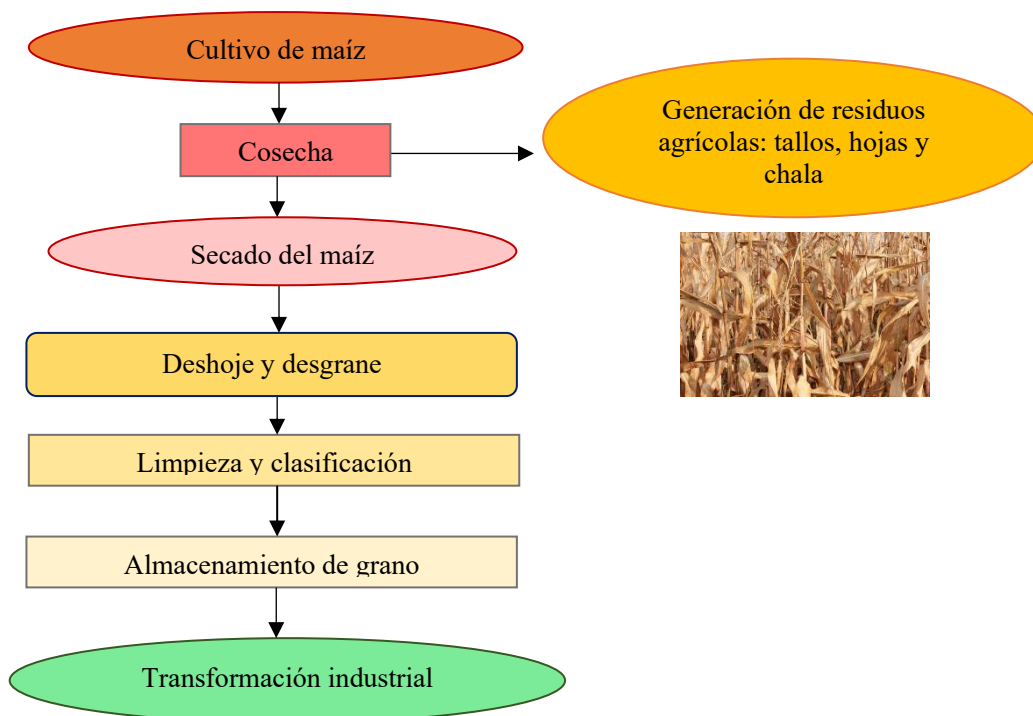 Cultivo de maíz
Generación de residuos
agrícolas: tallos, hojas y
chala
Cosecha
Secado del maíz
Deshoje y desgrane
Limpieza y clasificación
Almacenamiento de grano
Transformación industrial